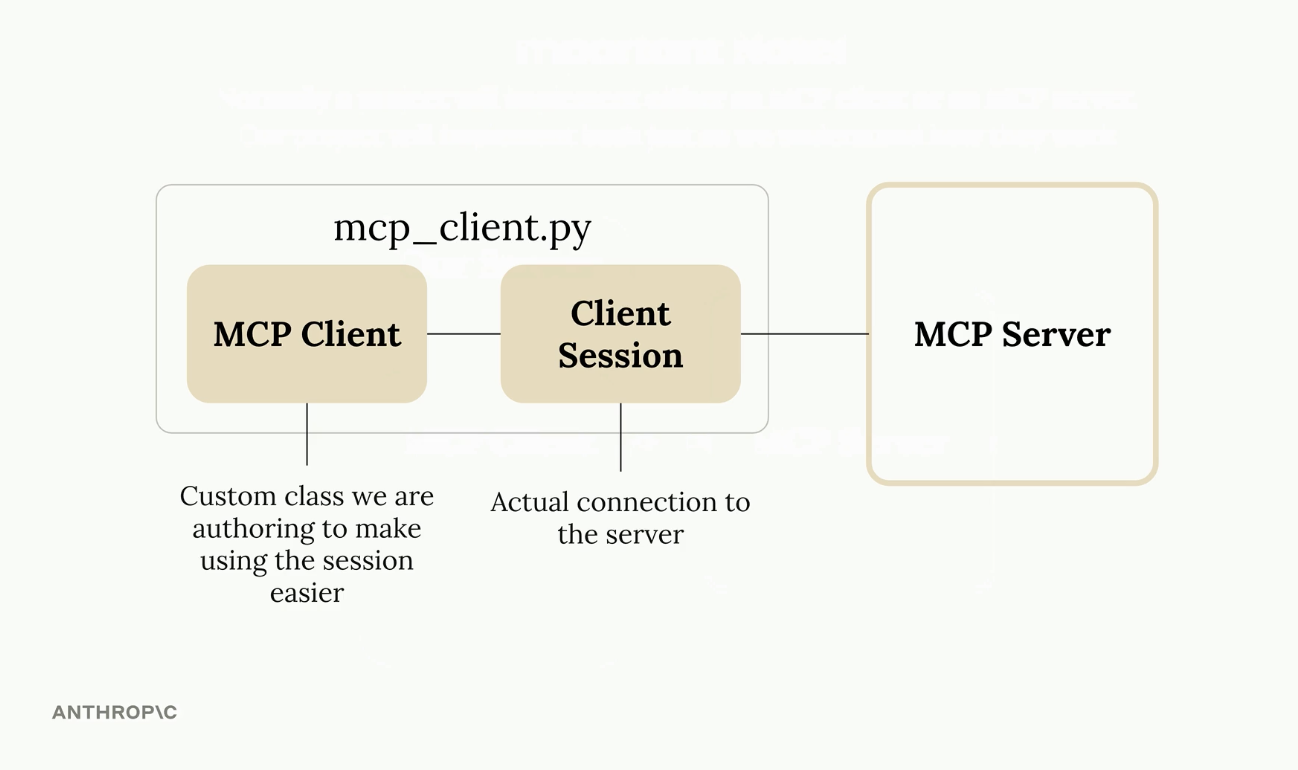 mcp_client.py
MCP Client
Client
Session
MCP Server
Custom class we are
authoring to make
using the session
easier
Actual connection to
the server
ANTHROP\C